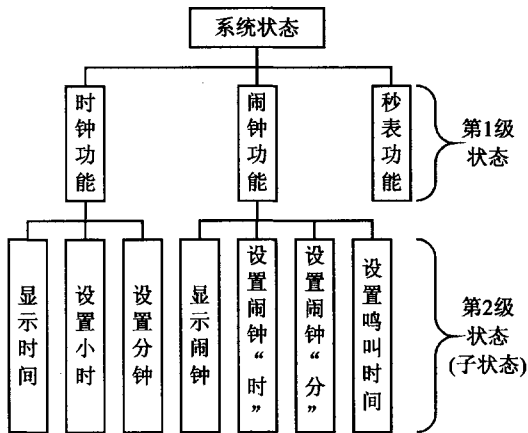 系统状态
时钟功能
闹钟功能
秒表功能
第1级
状态
显示时间
设置小时
设置分钟
显示闹钟
设置闹钟“时”
设置闹钟“分”
设置鸣叫时间
第2级
状态
(子状态)